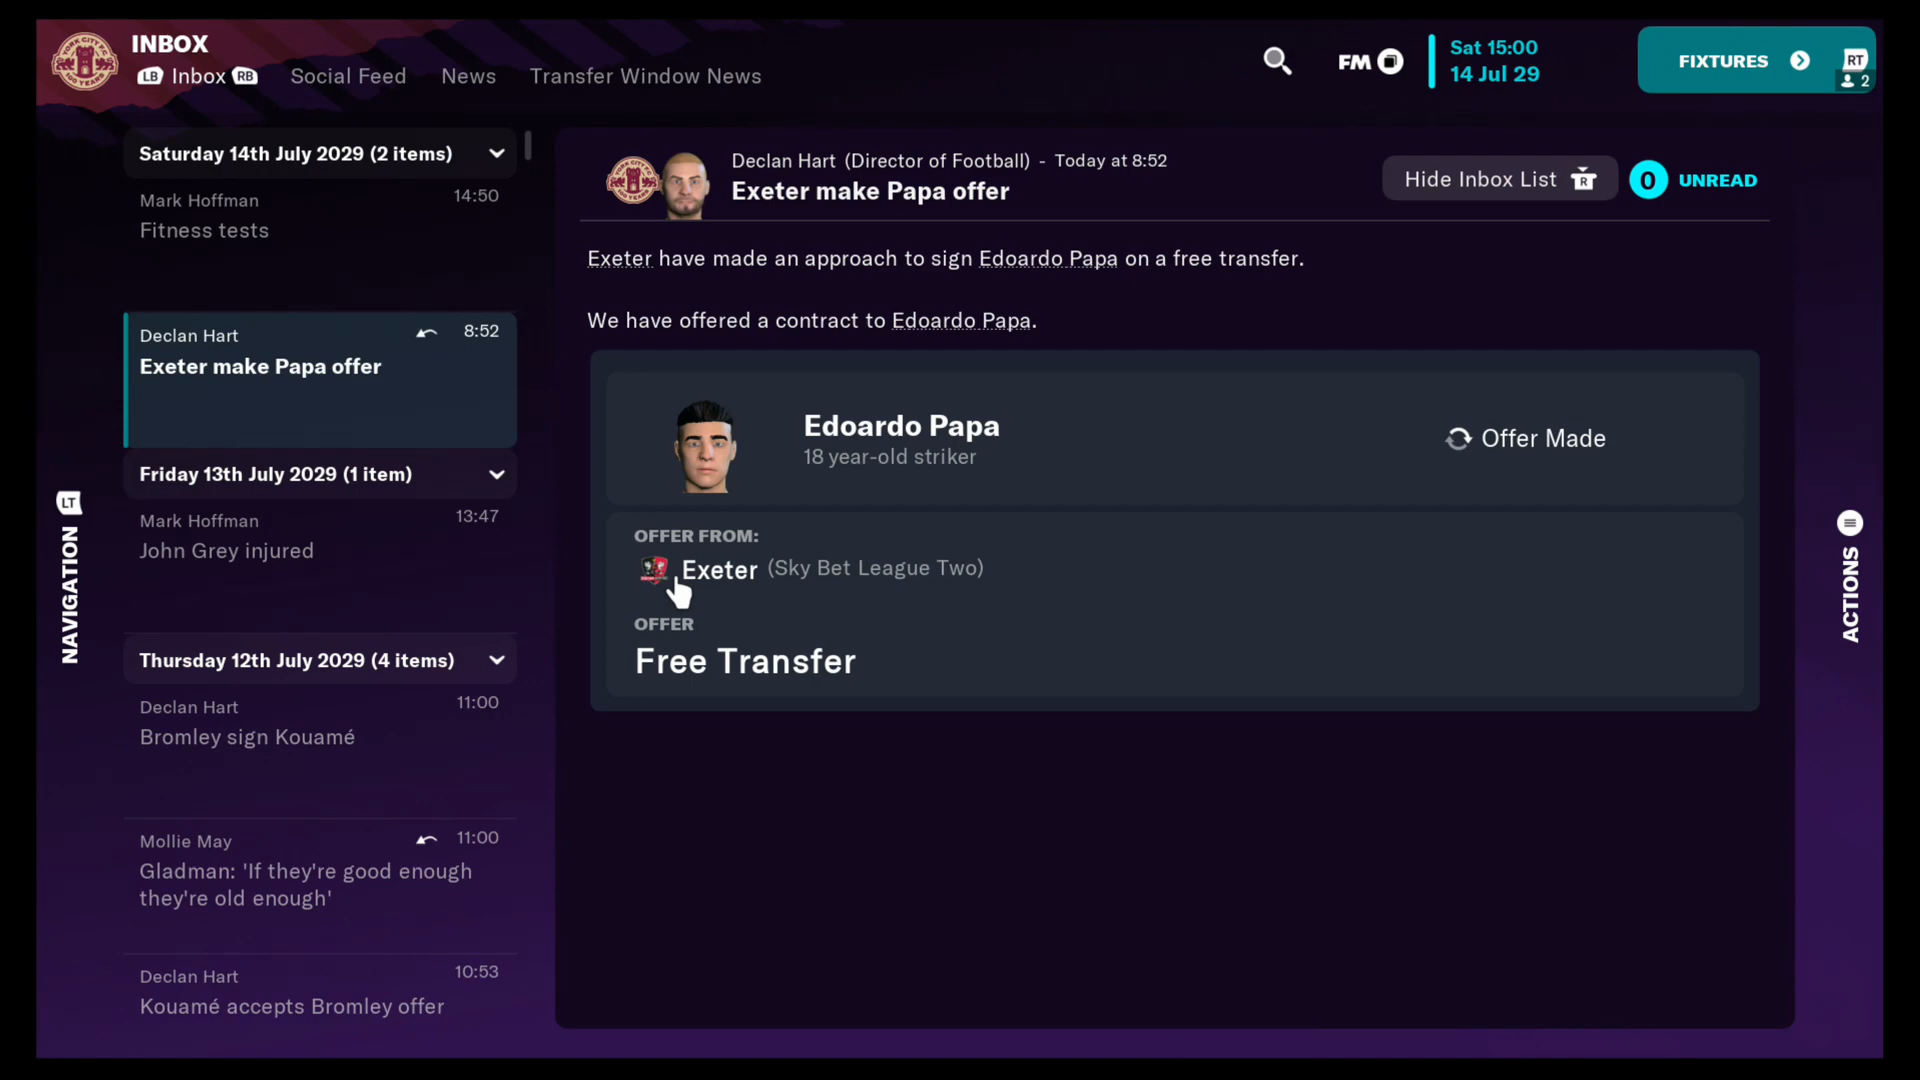 INBOX
LB Inbox RB
Social Feed
News
Transfer Window News
FM
Sat 15:00
14 Jul 29
FIXTURES
RT
2
YORK CITY FC
100 YEARS
Saturday 14th July 2029 (2 items)
Mark Hoffman 14:50
Fitness tests
Declan Hart 8:52
Exeter make Papa offer
Friday 13th July 2029 (1 item)
Mark Hoffman 13:47
John Grey injured
Thursday 12th July 2029 (4 items)
Declan Hart 11:00
Bromley sign Kouamé
Mollie May 11:00
Gladman: 'If they're good enough
they're old enough'
Declan Hart 10:53
Kouamé accepts Bromley offer
LT
NAVIGATION
Declan Hart (Director of Football) - Today at 8:52
Exeter make Papa offer
Hide Inbox List R
0 UNREAD
Exeter have made an approach to sign Edoardo Papa on a free transfer.
We have offered a contract to Edoardo Papa.
Edoardo Papa
18 year-old striker
Offer Made
OFFER FROM:
Exeter (Sky Bet League Two)
OFFER
Free Transfer
ACTIONS